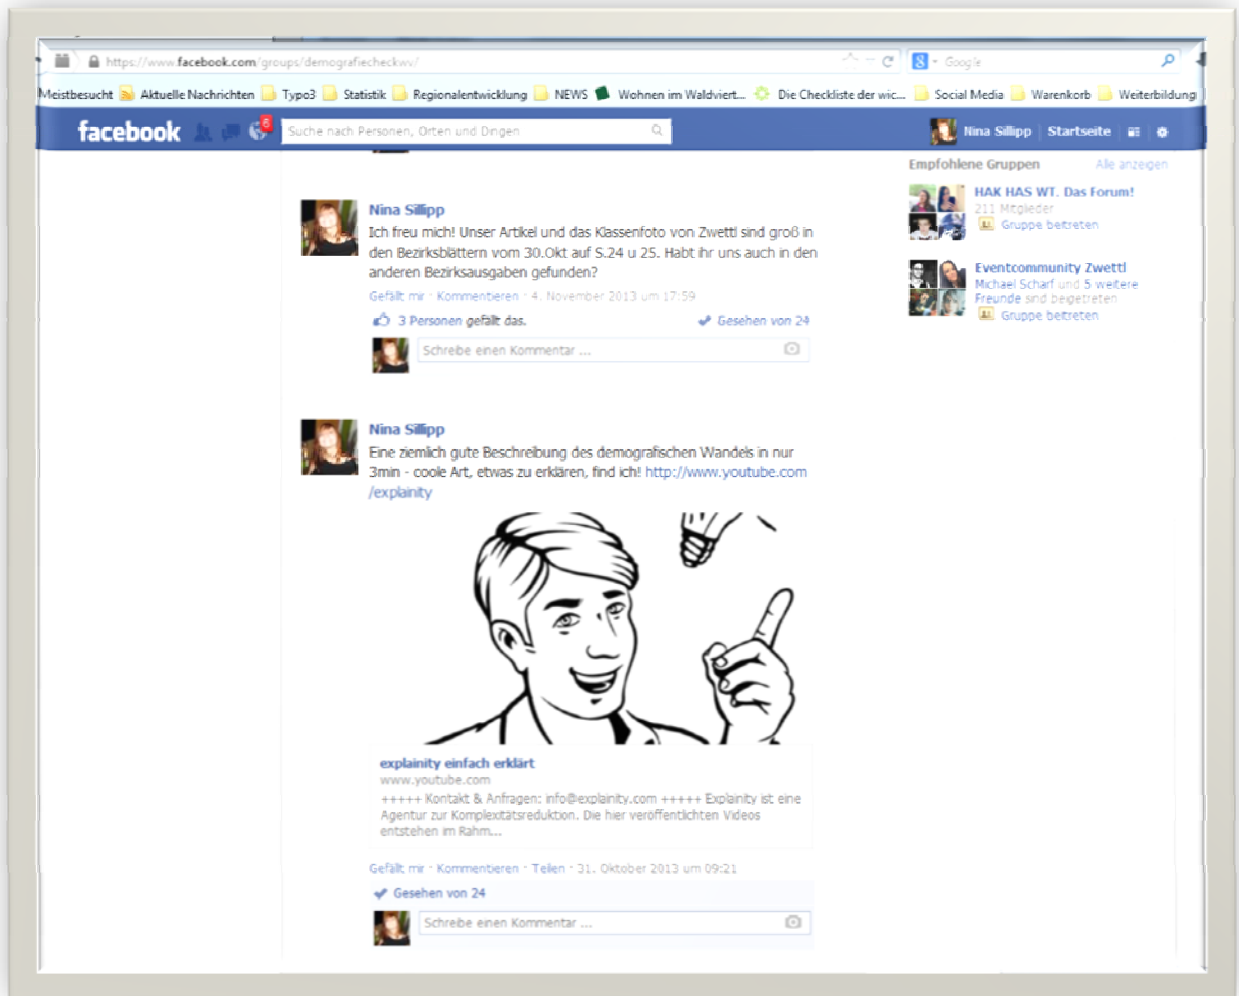 https://www.facebook.com/groups/demografiecheckwv/
Google
Meistbesucht Aktuelle Nachrichten Typo3 Statistik Regionalentwicklung NEWS Wohnen im Waldviert... Die Checkliste der wic... Social Media Warenkorb Weiterbildung
facebook 6 Suche nach Personen, Orten und Dingen Nina Sillipp Startseite
Empfohlene Gruppen Alle anzeigen
HAK HAS WT. Das Forum!
211 Mitglieder
Gruppe beitreten
Eventcommunity Zwettl
Michael Scharf und 5 weitere
Freunde sind beigetreten
Gruppe beitreten
Nina Sillipp
Ich freu mich! Unser Artikel und das Klassenfoto von Zwettl sind groß in
den Bezirksblättern vom 30.Okt auf S.24 u 25. Habt ihr uns auch in den
anderen Bezirksausgaben gefunden?
Gefällt mir · Kommentieren · 4. November 2013 um 17:59
3 Personen gefällt das. Gesehen von 24
Schreibe einen Kommentar ...
Nina Sillipp
Eine ziemlich gute Beschreibung des demografischen Wandels in nur
3min - coole Art, etwas zu erklären, find ich! http://www.youtube.com
/explainity
explainity einfach erklärt
www.youtube.com
+++++ Kontakt & Anfragen: info@explainity.com +++++ Explainity ist eine
Agentur zur Komplexitätsreduktion. Die hier veröffentlichten Videos
entstehen im Rahm...
Gefällt mir · Kommentieren · Teilen · 31. Oktober 2013 um 09:21
Gesehen von 24
Schreibe einen Kommentar ...